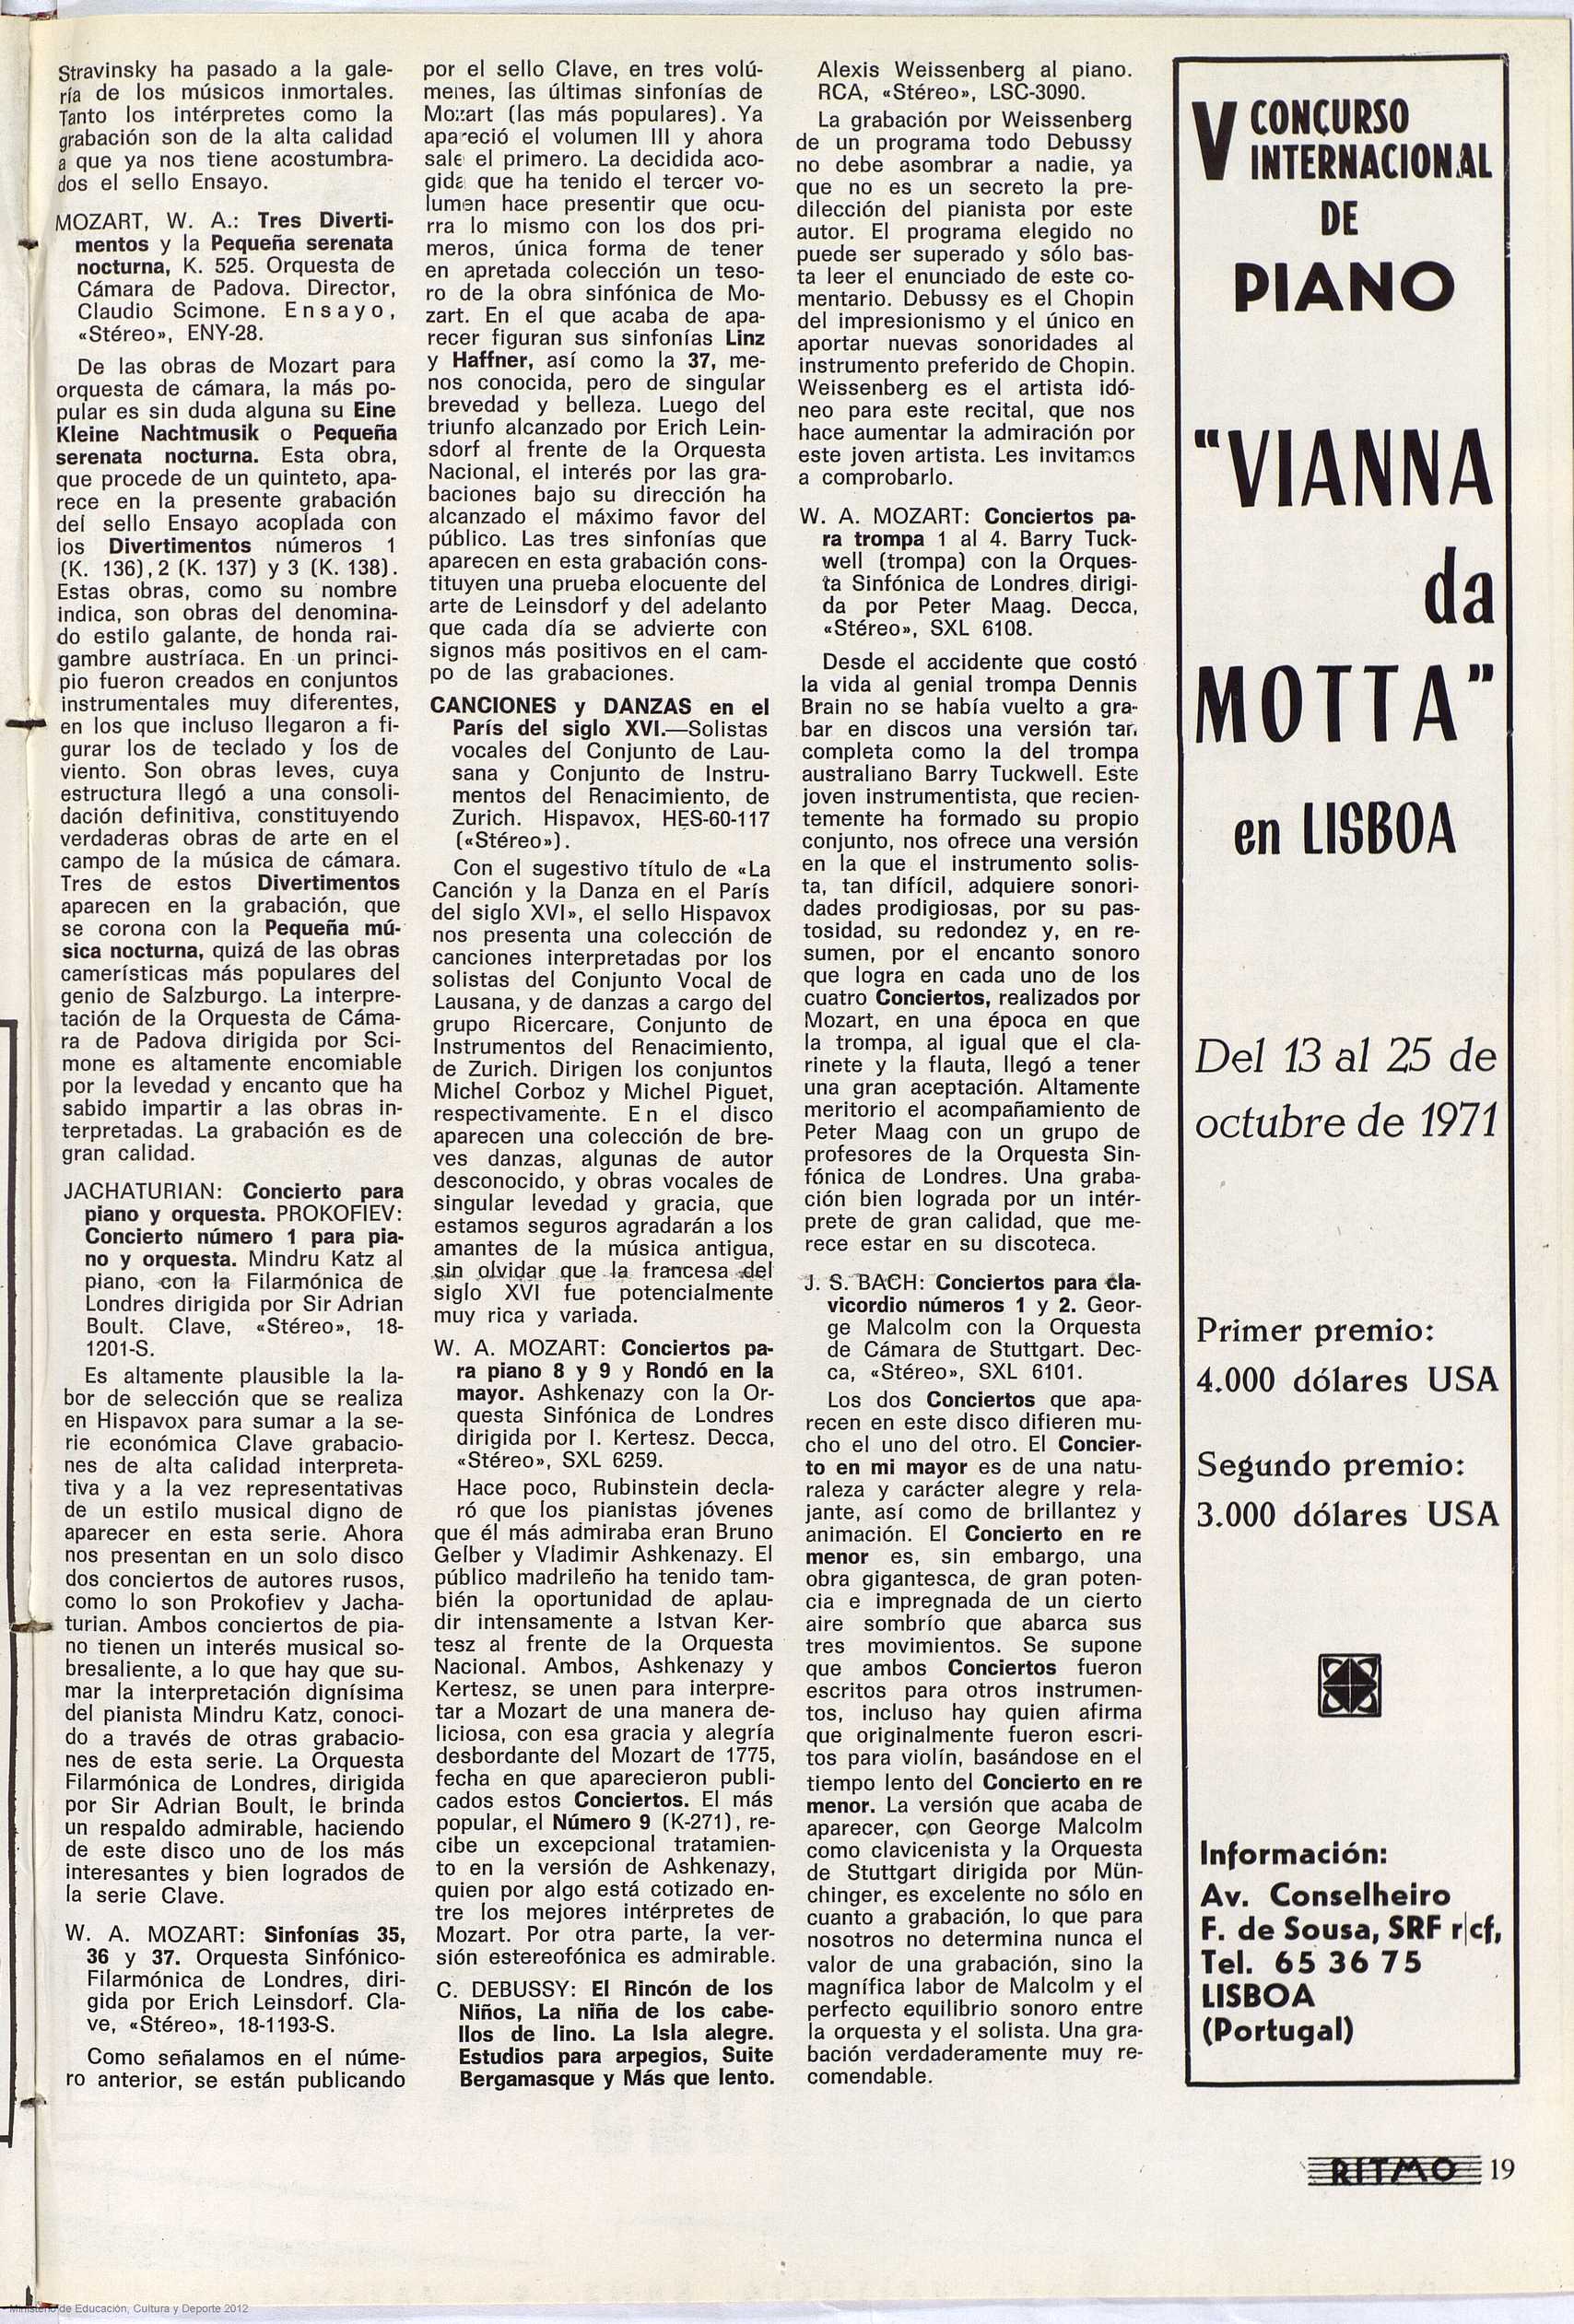 Stravinsky ha pasado a la gale-
ría de los músicos inmortales.
Tanto los intérpretes como la
grabación son de la alta calidad
a que ya nos tiene acostumbra-
dos el sello Ensayo.
MOZART, W. A.: Tres Diverti-
mentos y la Pequeña serenata
nocturna, K. 525. Orquesta de
Cámara de Padova. Director,
Claudio Scimone. Ensayo,
«Stéreo», ENY-28.
De las obras de Mozart para
orquesta de cámara, la más po-
pular es sin duda alguna su Eine
Kleine Nachtmusik o Pequeña
serenata nocturna. Esta obra,
que procede de un quinteto, apa-
rece en la presente grabación
del sello Ensayo acoplada con
los Divertimentos números 1
(K. 136), 2 (K. 137) y 3 (K. 138).
Estas obras, como su nombre
indica, son obras del denomina-
do estilo galante, de honda rai-
gambre austríaca. En un princi-
pio fueron creados en conjuntos
instrumentales muy diferentes,
en los que incluso llegaron a fi-
gurar los de teclado y los de
viento. Son obras leves, cuya
estructura llegó a una consoli-
dación definitiva, constituyendo
verdaderas obras de arte en el
campo de la música de cámara.
Tres de estos Divertimentos
aparecen en la grabación, que
se corona con la Pequeña mú-
sica nocturna, quizá de las obras
camerísticas más populares del
genio de Salzburgo. La interpre-
tación de la Orquesta de Cáma-
ra de Padova dirigida por Sci-
mone es altamente encomiable
por la levedad y encanto que ha
sabido impartir a las obras in-
terpretadas. La grabación es de
gran calidad.
JACHATURIAN: Concierto para
piano y orquesta. PROKOFIEV:
Concierto número 1 para pia-
no y orquesta. Mindru Katz al
piano, con la Filarmónica de
Londres dirigida por Sir Adrian
Boult. Clave, «Stéreo», 18-
1201-S.
Es altamente plausible la la-
bor de selección que se realiza
en Hispavox para sumar a la se-
rie económica Clave grabacio-
nes de alta calidad interpreta-
tiva y a la vez representativas
de un estilo musical digno de
aparecer en esta serie. Ahora
nos presentan en un solo disco
dos conciertos de autores rusos,
como lo son Prokofiev y Jacha-
turian. Ambos conciertos de pia-
no tienen un interés musical so-
bresaliente, a lo que hay que su-
mar la interpretación dignísima
del pianista Mindru Katz, conoci-
do a través de otras grabacio-
nes de esta serie. La Orquesta
Filarmónica de Londres, dirigida
por Sir Adrian Boult, le brinda
un respaldo admirable, haciendo
de este disco uno de los más
interesantes y bien logrados de
la serie Clave.
W. A. MOZART: Sinfonías 35,
36 y 37. Orquesta Sinfónico-
Filarmónica de Londres, diri-
gida por Erich Leinsdorf. Cla-
ve, «Stéreo», 18-1193-S.
Como señalamos en el núme-
ro anterior, se están publicando
por el sello Clave, en tres volú-
menes, las últimas sinfonías de
Mozart (las más populares). Ya
apareció el volumen III y ahora
sale el primero. La decidida aco-
gida que ha tenido el tercer vo-
lumen hace presentir que ocu-
rra lo mismo con los dos pri-
meros, única forma de tener
en apretada colección un teso-
ro de la obra sinfónica de Mo-
zart. En el que acaba de apa-
recer figuran sus sinfonías Linz
y Haffner, así como la 37, me-
nos conocida, pero de singular
brevedad y belleza. Luego del
triunfo alcanzado por Erich Lein-
sdorf al frente de la Orquesta
Nacional, el interés por las gra-
baciones bajo su dirección ha
alcanzado el máximo favor del
público. Las tres sinfonías que
aparecen en esta grabación cons-
tituyen una prueba elocuente del
arte de Leinsdorf y del adelanto
que cada día se advierte con
signos más positivos en el cam-
po de las grabaciones.
CANCIONES y DANZAS en el
París del siglo XVI.—Solistas
vocales del Conjunto de Lau-
sana y Conjunto de Instru-
mentos del Renacimiento, de
Zurich. Hispavox, HES-60-117
(«Stéreo»).
Con el sugestivo título de «La
Canción y la Danza en el París
del siglo XVI», el sello Hispavox
nos presenta una colección de
canciones interpretadas por los
solistas del Conjunto Vocal de
Lausana, y de danzas a cargo del
grupo Ricercare, Conjunto de
Instrumentos del Renacimiento,
de Zurich. Dirigen los conjuntos
Michel Corboz y Michel Piguet,
respectivamente. En el disco
aparecen una colección de bre-
ves danzas, algunas de autor
desconocido, y obras vocales de
singular levedad y gracia, que
estamos seguros agradarán a los
amantes de la música antigua,
sin olvidar que la francesa del
siglo XVI fue potencialmente
muy rica y variada.
W. A. MOZART: Conciertos pa-
ra piano 8 y 9 y Rondó en la
mayor. Ashkenazy con la Or-
questa Sinfónica de Londres
dirigida por I. Kertesz. Decca,
«Stéreo», SXL 6259.
Hace poco, Rubinstein decla-
ró que los pianistas jóvenes
que él más admiraba eran Bruno
Gelber y Vladimir Ashkenazy. El
público madrileño ha tenido tam-
bién la oportunidad de aplau-
dir intensamente a Istvan Ker-
tesz al frente de la Orquesta
Nacional. Ambos, Ashkenazy y
Kertesz, se unen para interpre-
tar a Mozart de una manera de-
liciosa, con esa gracia y alegría
desbordante del Mozart de 1775,
fecha en que aparecieron publi-
cados estos Conciertos. El más
popular, el Número 9 (K-271), re-
cibe un excepcional tratamien-
to en la versión de Ashkenazy,
quien por algo está cotizado en-
tre los mejores intérpretes de
Mozart. Por otra parte, la ver-
sión estereofónica es admirable.
C. DEBUSSY: El Rincón de los
Niños, La niña de los cabe-
llos de lino. La Isla alegre.
Estudios para arpegios, Suite
Bergamasque y Más que lento.
Alexis Weissenberg al piano.
RCA, «Stéreo», LSC-3090.
La grabación por Weissenberg
de un programa todo Debussy
no debe asombrar a nadie, ya
que no es un secreto la pre-
dilección del pianista por este
autor. El programa elegido no
puede ser superado y sólo bas-
ta leer el enunciado de este co-
mentario. Debussy es el Chopin
del impresionismo y el único en
aportar nuevas sonoridades al
instrumento preferido de Chopin.
Weissenberg es el artista idó-
neo para este recital, que nos
hace aumentar la admiración por
este joven artista. Les invitamos
a comprobarlo.
W. A. MOZART: Conciertos pa-
ra trompa 1 al 4. Barry Tuck-
well (trompa) con la Orques-
ta Sinfónica de Londres dirigi-
da por Peter Maag. Decca,
«Stéreo», SXL 6108.
Desde el accidente que costó
la vida al genial trompa Dennis
Brain no se había vuelto a gra-
bar en discos una versión tan
completa como la del trompa
australiano Barry Tuckwell. Este
joven instrumentista, que recien-
temente ha formado su propio
conjunto, nos ofrece una versión
en la que el instrumento solis-
ta, tan difícil, adquiere sonori-
dades prodigiosas, por su pas-
tosidad, su redondez y, en re-
sumen, por el encanto sonoro
que logra en cada uno de los
cuatro Conciertos, realizados por
Mozart, en una época en que
la trompa, al igual que el cla-
rinete y la flauta, llegó a tener
una gran aceptación. Altamente
meritorio el acompañamiento de
Peter Maag con un grupo de
profesores de la Orquesta Sin-
fónica de Londres. Una graba-
ción bien lograda por un intér-
prete de gran calidad, que me-
rece estar en su discoteca.
J. S. BACH: Conciertos para cla-
vicordio números 1 y 2. Geor-
ge Malcolm con la Orquesta
de Cámara de Stuttgart. Dec-
ca, «Stéreo», SXL 6101.
Los dos Conciertos que apa-
recen en este disco difieren mu-
cho el uno del otro. El Concier-
to en mi mayor es de una natu-
raleza y carácter alegre y rela-
jante, así como de brillantez y
animación. El Concierto en re
menor es, sin embargo, una
obra gigantesca, de gran poten-
cia e impregnada de un cierto
aire sombrío que abarca sus
tres movimientos. Se supone
que ambos Conciertos fueron
escritos para otros instrumen-
tos, incluso hay quien afirma
que originalmente fueron escri-
tos para violín, basándose en el
tiempo lento del Concierto en re
menor. La versión que acaba de
aparecer, con George Malcolm
como clavicenista y la Orquesta
de Stuttgart dirigida por Mün-
chinger, es excelente no sólo en
cuanto a grabación, lo que para
nosotros no determina nunca el
valor de una grabación, sino la
magnífica labor de Malcolm y el
perfecto equilibrio sonoro entre
la orquesta y el solista. Una gra-
bación verdaderamente muy re-
comendable.
V CONCURSO
INTERNACIONAL
DE
PIANO
"VIANNA
da
MOTTA"
en LISBOA
Del 13 al 25 de
octubre de 1971
Primer premio:
4.000 dólares USA
Segundo premio:
3.000 dólares USA
Información:
Av. Conselheiro
F. de Sousa, SRF r|cf,
Tel. 65 36 75
LISBOA
(Portugal)
RITMO 19
Ministerio de Educación, Cultura y Deporte 2012